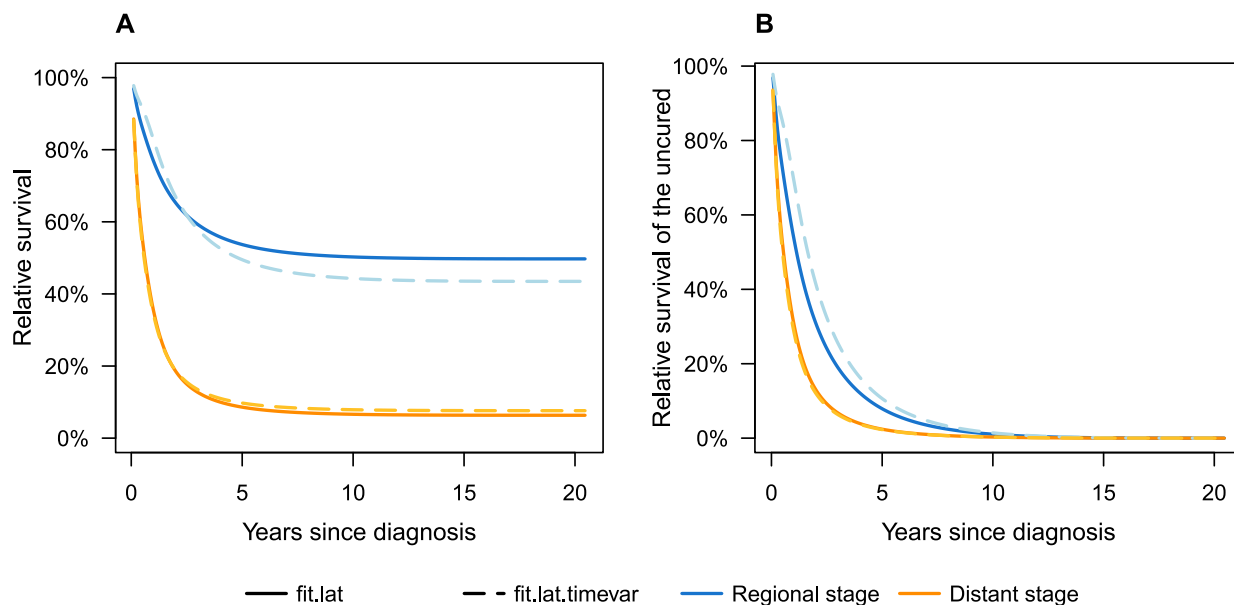 A
B
Relative survival
100%
80%
60%
40%
20%
0%
0 5 10 15 20
Years since diagnosis
Relative survival of the uncured
100%
80%
60%
40%
20%
0%
0 5 10 15 20
Years since diagnosis
fit.lat fit.lat.timevar Regional stage Distant stage